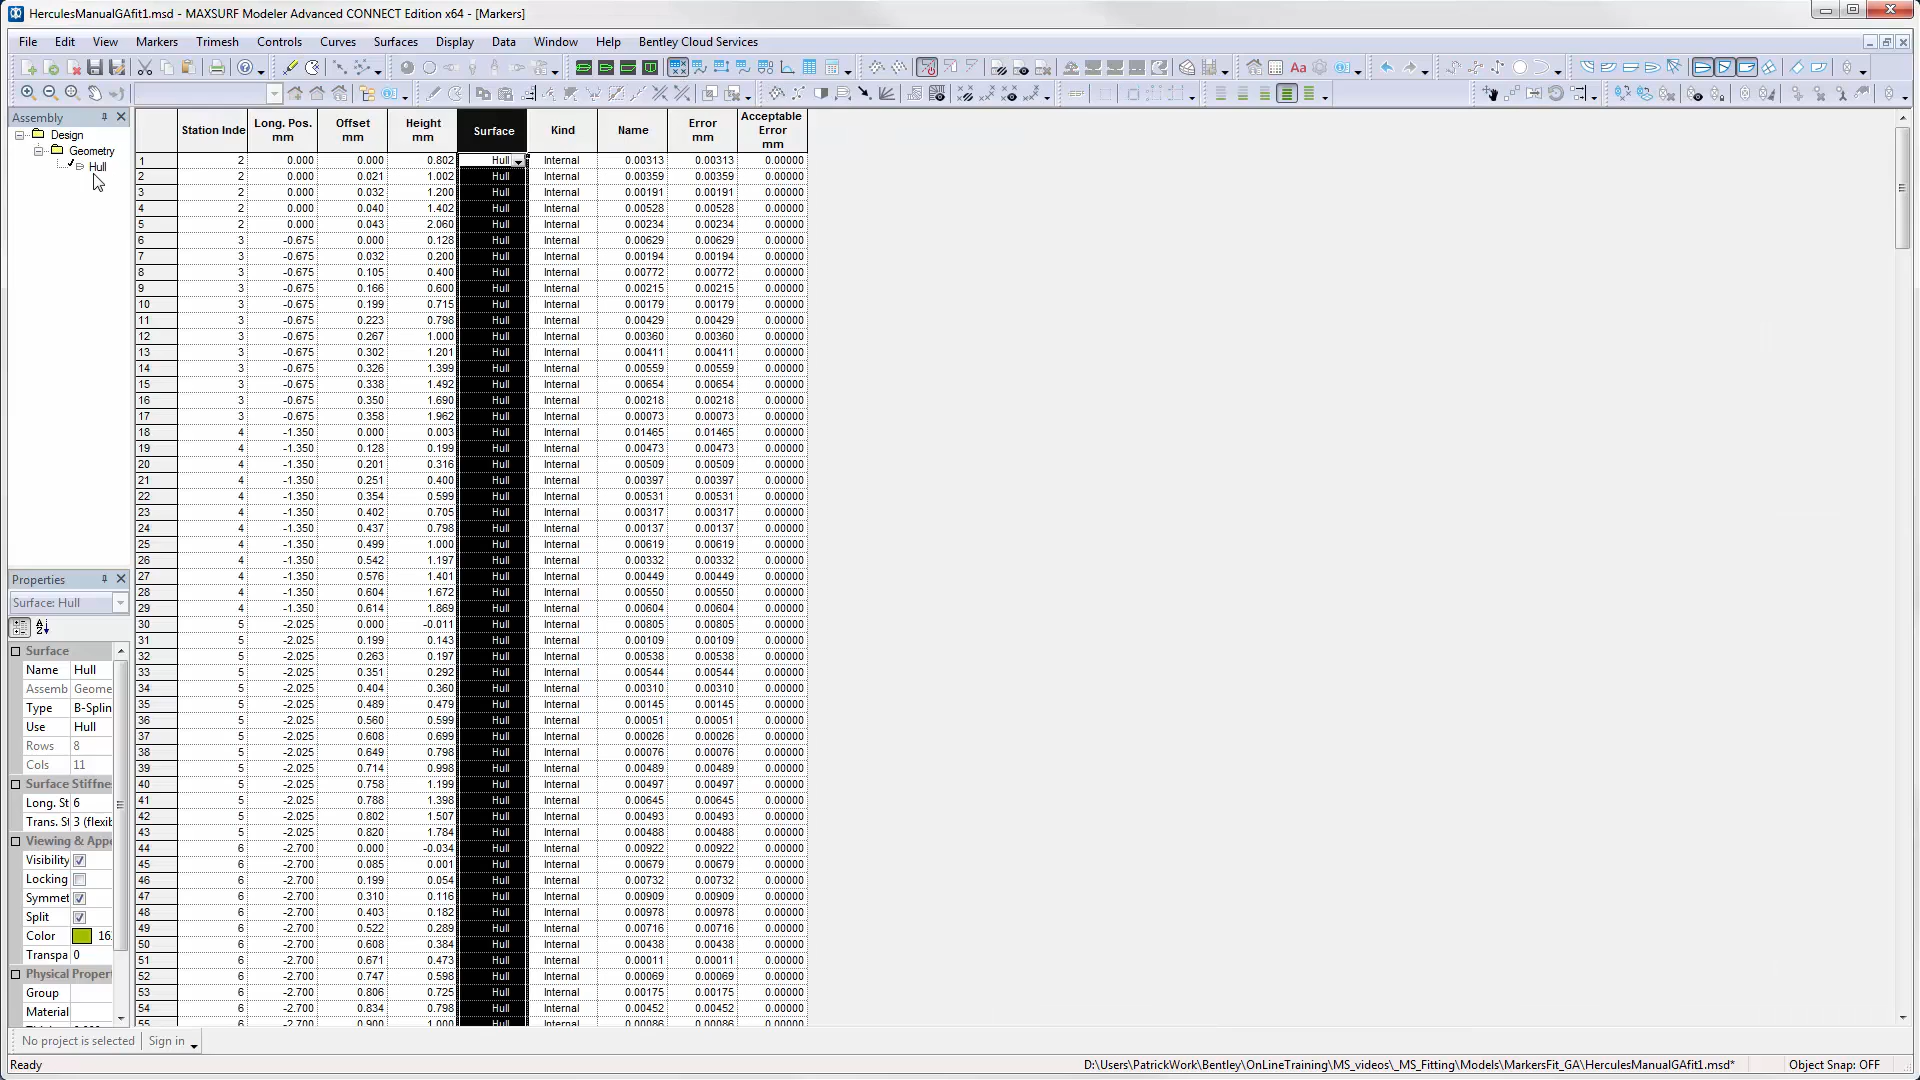 HerculesManualGAfit1.msd - MAXSURF Modeler Advanced CONNECT Edition x64 - [Markers]
File Edit View Markers Trimesh Controls Curves Surfaces Display Data Window Help Bentley Cloud Services
Assembly
Design
Geometry
Hull
Station Inde Long. Pos. mm Offset mm Height mm Surface Kind Name Error mm Acceptable Error mm
1 2 0.000 0.000 0.802 Hull Internal 0.00313 0.00313 0.00000
2 2 0.000 0.021 1.002 Hull Internal 0.00359 0.00359 0.00000
3 2 0.000 0.032 1.200 Hull Internal 0.00191 0.00191 0.00000
4 2 0.000 0.040 1.402 Hull Internal 0.00528 0.00528 0.00000
5 2 0.000 0.043 2.060 Hull Internal 0.00234 0.00234 0.00000
6 3 -0.675 0.000 0.128 Hull Internal 0.00629 0.00629 0.00000
7 3 -0.675 0.032 0.200 Hull Internal 0.00194 0.00194 0.00000
8 3 -0.675 0.105 0.400 Hull Internal 0.00772 0.00772 0.00000
9 3 -0.675 0.166 0.600 Hull Internal 0.00215 0.00215 0.00000
10 3 -0.675 0.199 0.715 Hull Internal 0.00179 0.00179 0.00000
11 3 -0.675 0.223 0.798 Hull Internal 0.00429 0.00429 0.00000
12 3 -0.675 0.267 1.000 Hull Internal 0.00360 0.00360 0.00000
13 3 -0.675 0.302 1.201 Hull Internal 0.00411 0.00411 0.00000
14 3 -0.675 0.326 1.399 Hull Internal 0.00559 0.00559 0.00000
15 3 -0.675 0.338 1.492 Hull Internal 0.00654 0.00654 0.00000
16 3 -0.675 0.350 1.690 Hull Internal 0.00218 0.00218 0.00000
17 3 -0.675 0.358 1.962 Hull Internal 0.00073 0.00073 0.00000
18 4 -1.350 0.000 0.003 Hull Internal 0.01465 0.01465 0.00000
19 4 -1.350 0.128 0.199 Hull Internal 0.00473 0.00473 0.00000
20 4 -1.350 0.201 0.316 Hull Internal 0.00509 0.00509 0.00000
21 4 -1.350 0.251 0.400 Hull Internal 0.00397 0.00397 0.00000
22 4 -1.350 0.354 0.599 Hull Internal 0.00531 0.00531 0.00000
23 4 -1.350 0.402 0.705 Hull Internal 0.00317 0.00317 0.00000
24 4 -1.350 0.437 0.798 Hull Internal 0.00137 0.00137 0.00000
25 4 -1.350 0.499 1.000 Hull Internal 0.00619 0.00619 0.00000
26 4 -1.350 0.542 1.197 Hull Internal 0.00332 0.00332 0.00000
27 4 -1.350 0.576 1.401 Hull Internal 0.00449 0.00449 0.00000
28 4 -1.350 0.604 1.672 Hull Internal 0.00550 0.00550 0.00000
29 4 -1.350 0.614 1.869 Hull Internal 0.00604 0.00604 0.00000
30 5 -2.025 0.000 -0.011 Hull Internal 0.00805 0.00805 0.00000
31 5 -2.025 0.199 0.143 Hull Internal 0.00109 0.00109 0.00000
32 5 -2.025 0.263 0.197 Hull Internal 0.00538 0.00538 0.00000
33 5 -2.025 0.351 0.292 Hull Internal 0.00544 0.00544 0.00000
34 5 -2.025 0.404 0.360 Hull Internal 0.00310 0.00310 0.00000
35 5 -2.025 0.489 0.479 Hull Internal 0.00145 0.00145 0.00000
36 5 -2.025 0.560 0.599 Hull Internal 0.00051 0.00051 0.00000
37 5 -2.025 0.608 0.699 Hull Internal 0.00026 0.00026 0.00000
38 5 -2.025 0.649 0.798 Hull Internal 0.00076 0.00076 0.00000
39 5 -2.025 0.714 0.998 Hull Internal 0.00489 0.00489 0.00000
40 5 -2.025 0.758 1.199 Hull Internal 0.00497 0.00497 0.00000
41 5 -2.025 0.788 1.398 Hull Internal 0.00645 0.00645 0.00000
42 5 -2.025 0.802 1.507 Hull Internal 0.00493 0.00493 0.00000
43 5 -2.025 0.820 1.784 Hull Internal 0.00488 0.00488 0.00000
44 6 -2.700 0.000 -0.034 Hull Internal 0.00922 0.00922 0.00000
45 6 -2.700 0.085 0.001 Hull Internal 0.00679 0.00679 0.00000
46 6 -2.700 0.199 0.054 Hull Internal 0.00732 0.00732 0.00000
47 6 -2.700 0.310 0.116 Hull Internal 0.00909 0.00909 0.00000
48 6 -2.700 0.403 0.182 Hull Internal 0.00978 0.00978 0.00000
49 6 -2.700 0.522 0.289 Hull Internal 0.00716 0.00716 0.00000
50 6 -2.700 0.608 0.384 Hull Internal 0.00438 0.00438 0.00000
51 6 -2.700 0.671 0.473 Hull Internal 0.00011 0.00011 0.00000
52 6 -2.700 0.747 0.598 Hull Internal 0.00069 0.00069 0.00000
53 6 -2.700 0.806 0.725 Hull Internal 0.00175 0.00175 0.00000
54 6 -2.700 0.834 0.798 Hull Internal 0.00452 0.00452 0.00000
55 6 -2.700 0.900 1.000 Hull Internal 0.00086 0.00086 0.00000
Properties
Surface: Hull
Surface
Name Hull
Assemb Geome
Type B-Splin
Use Hull
Rows 8
Cols 11
Surface Stiffne
Long. St 6
Trans. St 3 (flexib
Viewing & Appe
Visibility
Locking
Symmet
Split
Color 16
Transpa 0
Physical Propert
Group
Material
No project is selected Sign in
Ready D:\Users\PatrickWork\Bentley\OnLineTraining\MS_videos\_MS_Fitting\Models\MarkersFit_GA\HerculesManualGAfit1.msd* Object Snap: OFF